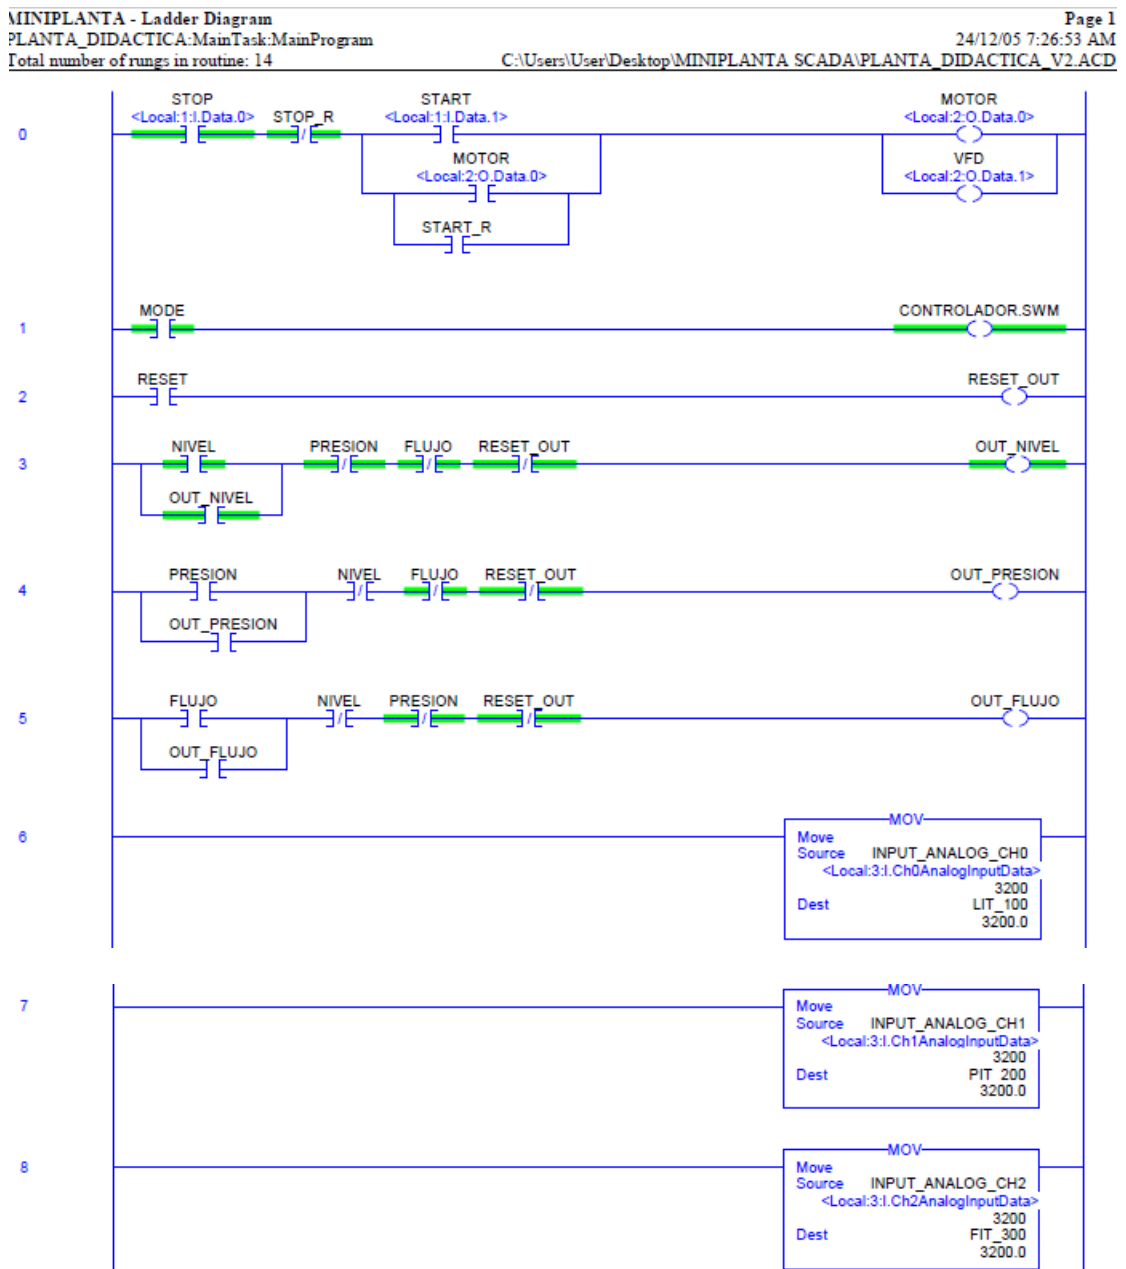 MINIPLANTA - Ladder Diagram Page 1
PLANTA_DIDACTICA:MainTask:MainProgram 24/12/05 7:26:53 AM
Total number of rungs in routine: 14 C:\Users\User\Desktop\MINIPLANTA SCADA\PLANTA_DIDACTICA_V2.ACD
STOP START MOTOR
<Local:1:I.Data.0> STOP_R <Local:1:I.Data.1> <Local:2:O.Data.0>
0
MOTOR VFD
<Local:2:O.Data.0> <Local:2:O.Data.1>
START_R
MODE CONTROLADOR.SWM
1
RESET RESET_OUT
2
NIVEL PRESION FLUJO RESET_OUT OUT_NIVEL
3
OUT_NIVEL
PRESION NIVEL FLUJO RESET_OUT OUT_PRESION
4
OUT_PRESION
FLUJO NIVEL PRESION RESET_OUT OUT_FLUJO
5
OUT_FLUJO
MOV
6 Move
Source INPUT_ANALOG_CH0
<Local:3:I.Ch0AnalogInputData>
3200
Dest LIT_100
3200.0
MOV
7 Move
Source INPUT_ANALOG_CH1
<Local:3:I.Ch1AnalogInputData>
3200
Dest PIT_200
3200.0
MOV
8 Move
Source INPUT_ANALOG_CH2
<Local:3:I.Ch2AnalogInputData>
3200
Dest FIT_300
3200.0